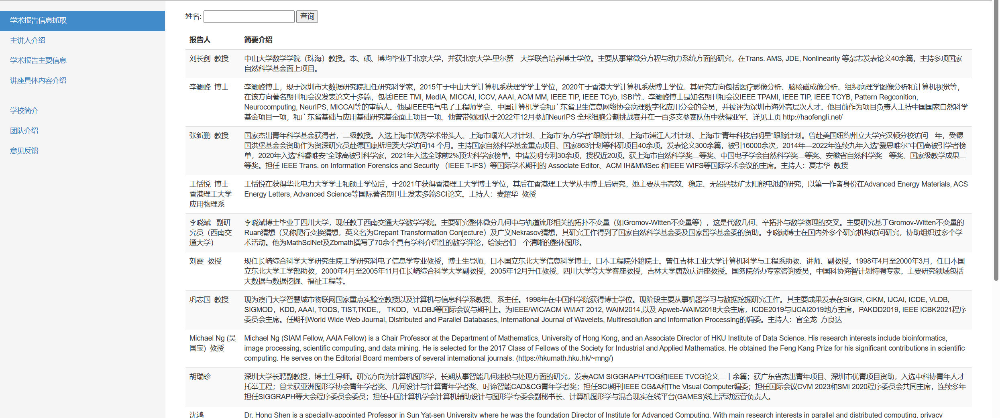 学术报告信息抓取
主讲人介绍
学术报告主要信息
讲座具体内容介绍
学校简介
团队介绍
意见反馈
姓名: 查询
报告人 简要介绍
刘长剑 教授
中山大学数学学院（珠海）教授。本、硕、博均毕业于北京大学，并获北京大学-里尔第一大学联合培养博士学位。主要从事常微分方程与动力系统方面的研究，在Trans. AMS, JDE, Nonlinearity 等杂志发表论文40余篇，主持多项国家
自然科学基金面上项目。
李灏峰 博士
李灏峰博士，现于深圳市大数据研究院担任研究科学家，2015年于中山大学计算机系获理学学士学位，2020年于香港大学计算机系获博士学位。其研究方向包括医疗影像分析、脑核磁成像分析、组织病理学图像分析和计算机视觉等，
在该方向著名期刊和会议发表论文十多篇，包括IEEE TMI, MedIA, MICCAI, ICCV, AAAI, ACM MM, IEEE TIP, IEEE TCyb, ISBI等。李灏峰博士是知名期刊和会议IEEE TPAMI, IEEE TIP, IEEE TCYB, Pattern Regconition,
Neurocomputing, NeurIPS, MICCAI等的审稿人。他是IEEE电气电子工程师学会、中国计算机学会和广东省卫生信息网络协会病理数字化应用分会的会员，并被评为深圳市海外高层次人才。他目前作为项目负责人主持中国国家自然科学
基金项目一项，和广东省基础与应用基础研究基金面上项目一项。他曾带领团队于2022年12月参加NeurIPS 全球细胞分割挑战赛并在一百多支参赛队伍中获得亚军。详见主页 http://haofengli.net/
张新鹏 教授
国家杰出青年科学基金获得者，二级教授。入选上海市优秀学术带头人、上海市曙光人才计划、上海市“东方学者”跟踪计划、上海市浦江人才计划、上海市“青年科技启明星”跟踪计划。曾赴美国纽约州立大学宾汉顿分校访问一年，受德
国洪堡基金会资助作为资深研究员赴德国康斯坦茨大学访问14 个月。主持国家自然科学基金重点项目、国家863计划等科研项目40余项。发表论文300余篇，被引16000余次，2014年—2022年连续九年入选“爱思唯尔”中国高被引学者榜
单，2020年入选“科睿唯安”全球高被引科学家，2021年入选全球前2%顶尖科学家榜单。申请发明专利30余项，授权近20项。获上海市自然科学奖二等奖、中国电子学会自然科学奖二等奖、安徽省自然科学奖一等奖、国家级教学成果二
等奖。担任 IEEE Trans. on Information Forensics and Security （IEEE T-IFS）等国际学术期刊的 Associate Editor、ACM IH&MMSec 和IEEE WIFS等国际学术会议的主席。主持人：夏志华 教授
王恬悦 博士
香港理工大学
应用物理系
王恬悦在获得华北电力大学学士和硕士学位后，于2021年获得香港理工大学博士学位，其后在香港理工大学从事博士后研究。她主要从事高效、稳定、无铅钙钛矿太阳能电池的研究，以第一作者身份在Advanced Energy Materials, ACS
Energy Letters, Advanced Science等国际著名期刊上发表多篇SCI论文。主持人：麦耀华 教授
李晓斌 副研
究员（西南交
通大学）
李晓斌博士毕业于四川大学，现任教于西南交通大学数学学院。主要研究整体微分几何中与轨道流形相关的拓扑不变量（如Gromov-Witten不变量等），这是代数几何、辛拓扑与数学物理的交叉。主要研究基于Gromov-Witten不变量的
Ruan猜想（又称爬行变换猜想，英文名为Crepant Transformation Conjecture）及广义Nekrasov猜想，其研究工作得到了国家自然科学基金委及国家留学基金委的资助。李晓斌博士在国内外多个研究机构访问研究，协助组织过多个学
术活动。他为MathSciNet及Zbmath撰写了70余个具有学科介绍性的数学评论，给读者们一个清晰的整体图形。
刘震 教授
现任长崎综合科学大学研究生院工学研究科电子信息学专业教授，博士生导师。日本国立东北大学信息科学博士。日本工程院外籍院士。曾任吉林工业大学计算机科学与工程系助教、讲师、副教授。1998年4月至2000年3月，任日本国
立东北大学工学部助教，2000年4月至2005年11月任长崎综合科学大学副教授，2005年12月升任教授。四川大学等大学客座教授，吉林大学唐敖庆讲座教授。国务院侨办专家咨询委员，中国科协海智计划特聘专家。主要研究领域包括
大数据与数据挖掘、福祉工程等。
巩志国 教授
现为澳门大学智慧城市物联网国家重点实验室教授以及计算机与信息科学系教授、系主任。1998年在中国科学院获得博士学位。现阶段主要从事机器学习与数据挖掘研究工作。其主要成果发表在SIGIR, CIKM, IJCAI, ICDE, VLDB,
SIGMOD，KDD, AAAI, TODS, TIST,TKDE,， TKDD，VLDBJ等国际会议与期刊上。为IEEE/WIC/ACM WI/IAT 2012, WAIM2014,以及 Apweb-WAIM2018大会主席，ICDE2019与IJCAI2019地方主席，PAKDD2019, IEEE ICBK2021程序
委员会主席。任期刊World Wide Web Journal, Distributed and Parallel Databases, International Journal of Wavelets, Multiresolution and Information Processing的编委。主持人：官全龙 方良达
Michael Ng (吴
国宝) 教授
Michael Ng (SIAM Fellow, AAIA Fellow) is a Chair Professor at the Department of Mathematics, University of Hong Kong, and an Associate Director of HKU Institute of Data Science. His research interests include bioinformatics,
image processing, scientific computing, and data mining. He is selected for the 2017 Class of Fellows of the Society for Industrial and Applied Mathematics. He obtained the Feng Kang Prize for his significant contributions in scientific
computing. He serves on the Editorial Board members of several international journals. (https://hkumath.hku.hk/~mng/)
胡瑞珍
深圳大学长聘副教授，博士生导师。研究方向为计算机图形学，长期从事智能几何建模与处理方面的研究，发表ACM SIGGRAPH/TOG和IEEE TVCG论文二十余篇；获广东省杰出青年项目、深圳市优青项目资助，入选中科协青年人才
托举工程；曾荣获亚洲图形学协会青年学者奖、几何设计与计算青年学者奖、时谛智能CAD&CG青年学者奖；担任SCI期刊IEEE CG&A和The Visual Computer编委；担任国际会议CVM 2023和SMI 2020程序委员会共同主席，连续多年
担任SIGGRAPH等大会程序委员会委员；担任中国计算机学会计算机辅助设计与图形学专委会副秘书长、计算机图形学与混合现实在线平台(GAMES)线上活动运营负责人。
沈鸿
Dr. Hong Shen is a specially-appointed Professor in Sun Yat-sen University where he was the foundation Director of Institute for Advanced Computing. With main research interests in parallel and distributed computing, privacy